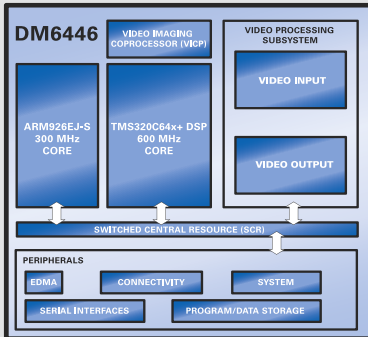 DM6446
VIDEO IMAGING
COPROCESSOR (VICP)
VIDEO PROCESSING
SUBSYSTEM
VIDEO INPUT
VIDEO OUTPUT
ARM926EJ-S
300 MHz
CORE
TMS320C64x+ DSP
600 MHz
CORE
SWITCHED CENTRAL RESOURCE (SCR)
PERIPHERALS
EDMA
CONNECTIVITY
SYSTEM
SERIAL INTERFACES
PROGRAM/DATA STORAGE